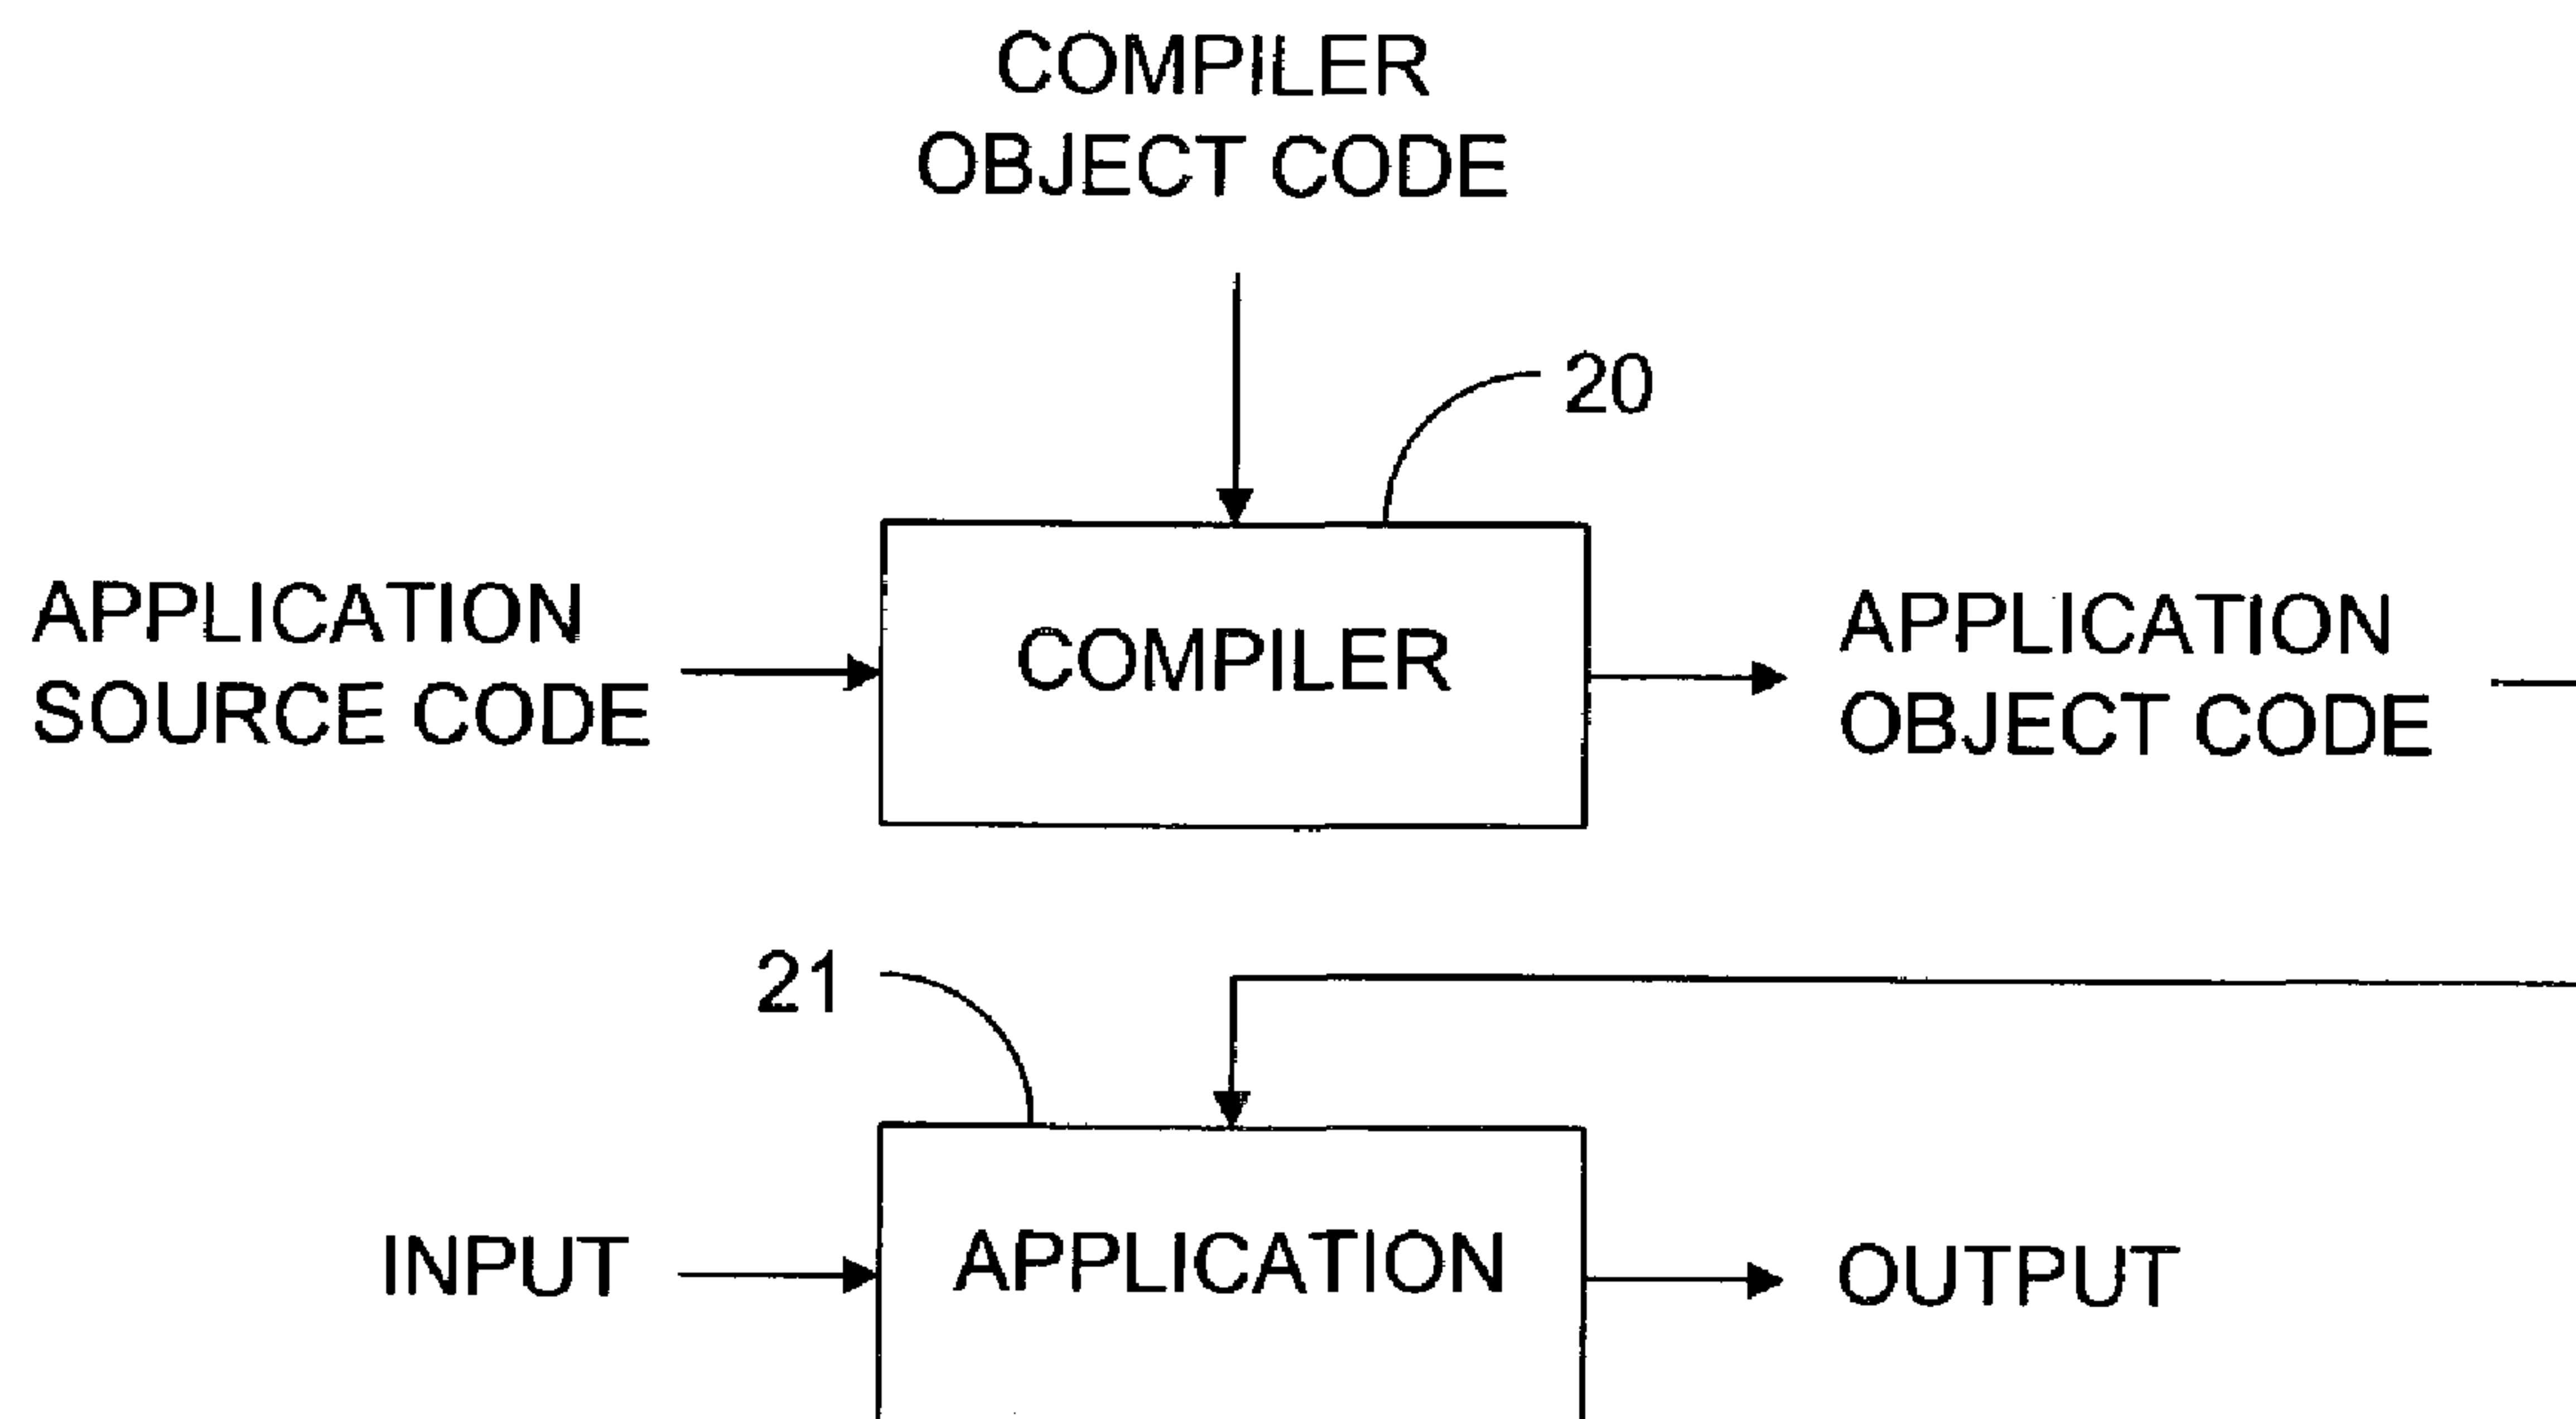 COMPILER
OBJECT CODE
20
APPLICATION
SOURCE CODE
COMPILER
APPLICATION
OBJECT CODE
21
INPUT
APPLICATION
OUTPUT